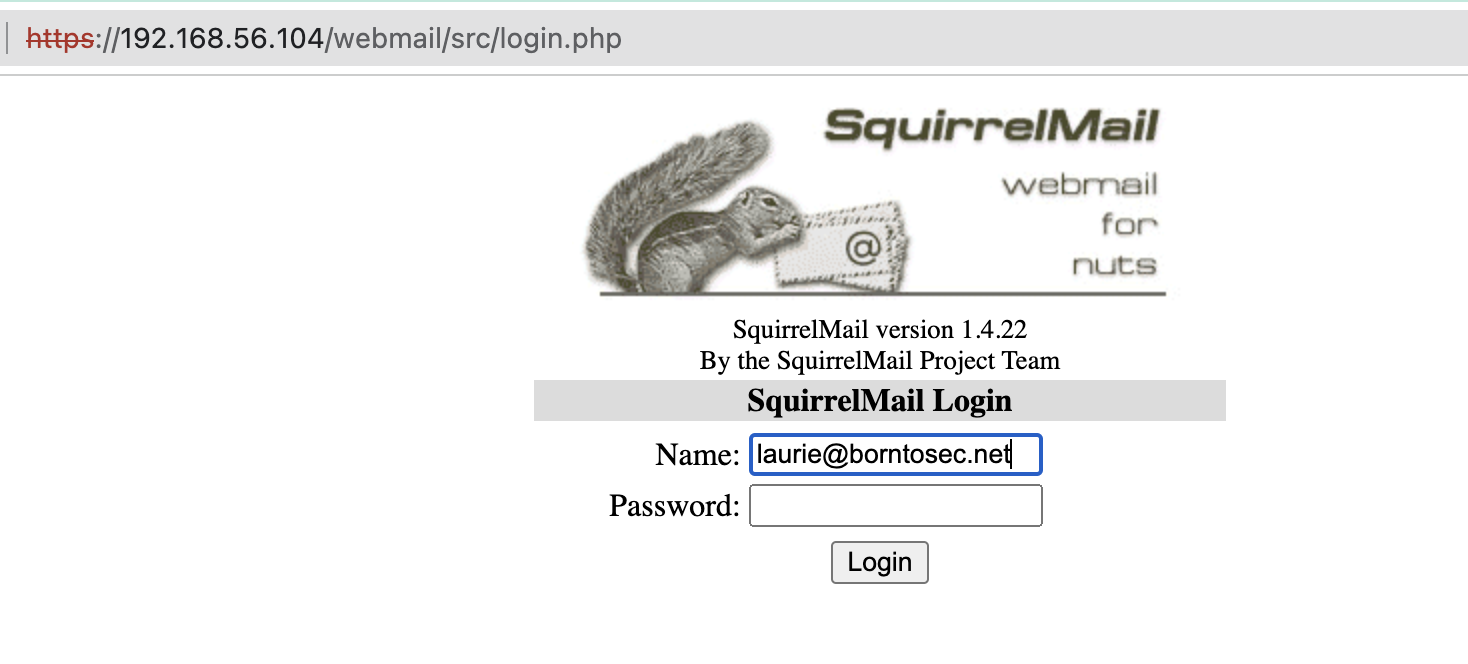 https://192.168.56.104/webmail/src/login.php
SquirrelMail
webmail
for
nuts
@
SquirrelMail version 1.4.22
By the SquirrelMail Project Team
SquirrelMail Login
Name: laurie@borntosec.net
Password:
Login